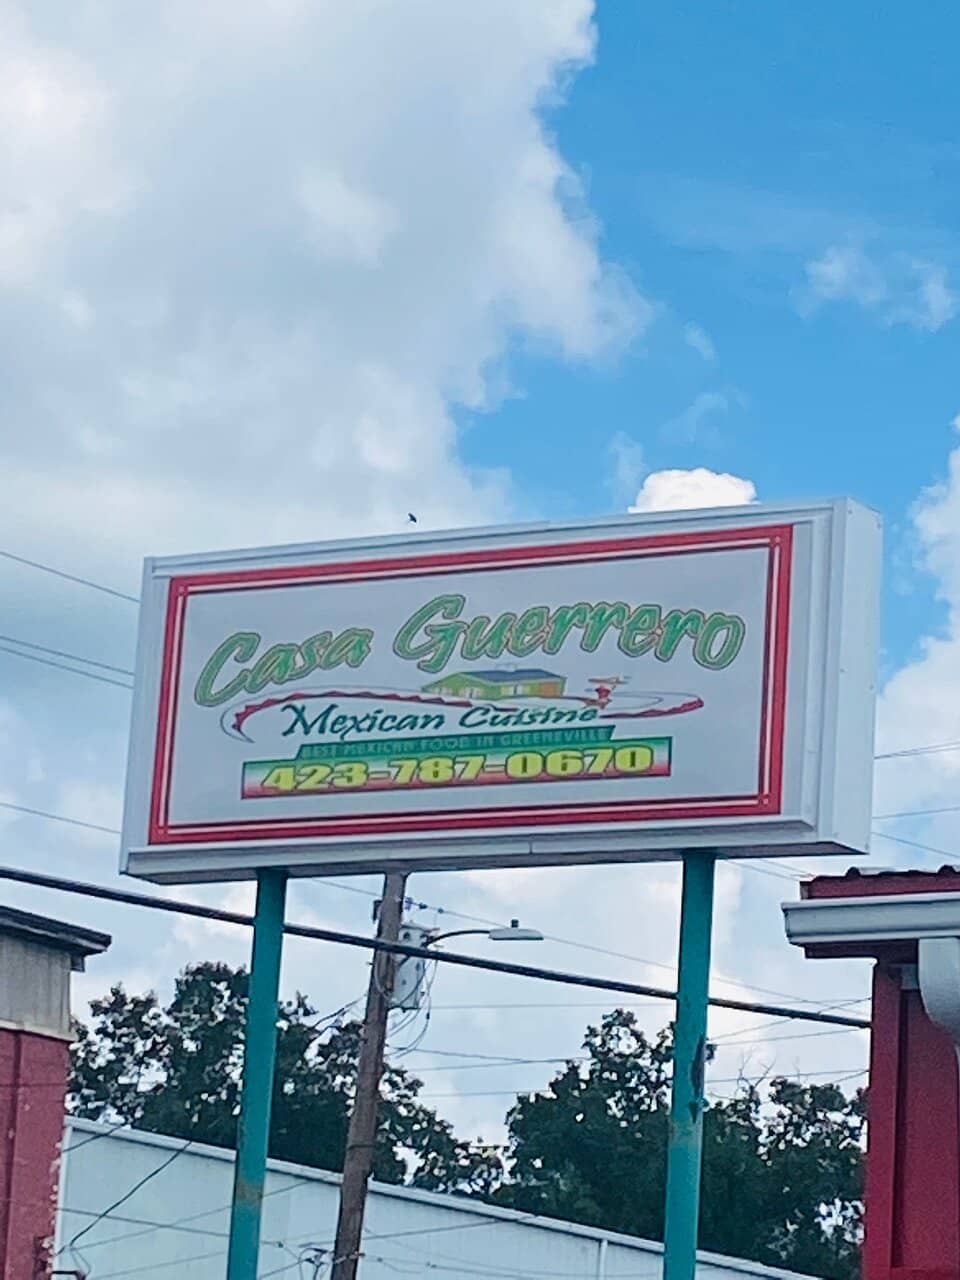 Casa Guerrero
Mexican Cuisine
BEST MEXICAN FOOD IN GREENEVILLE
423-787-0670